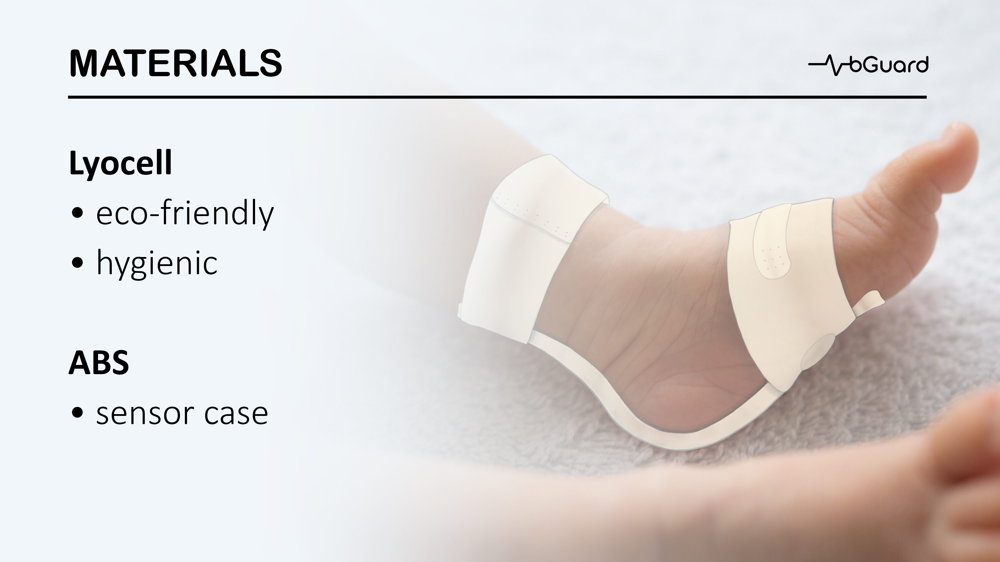 MATERIALS
bGuard
Lyocell
• eco-friendly
• hygienic
ABS
• sensor case